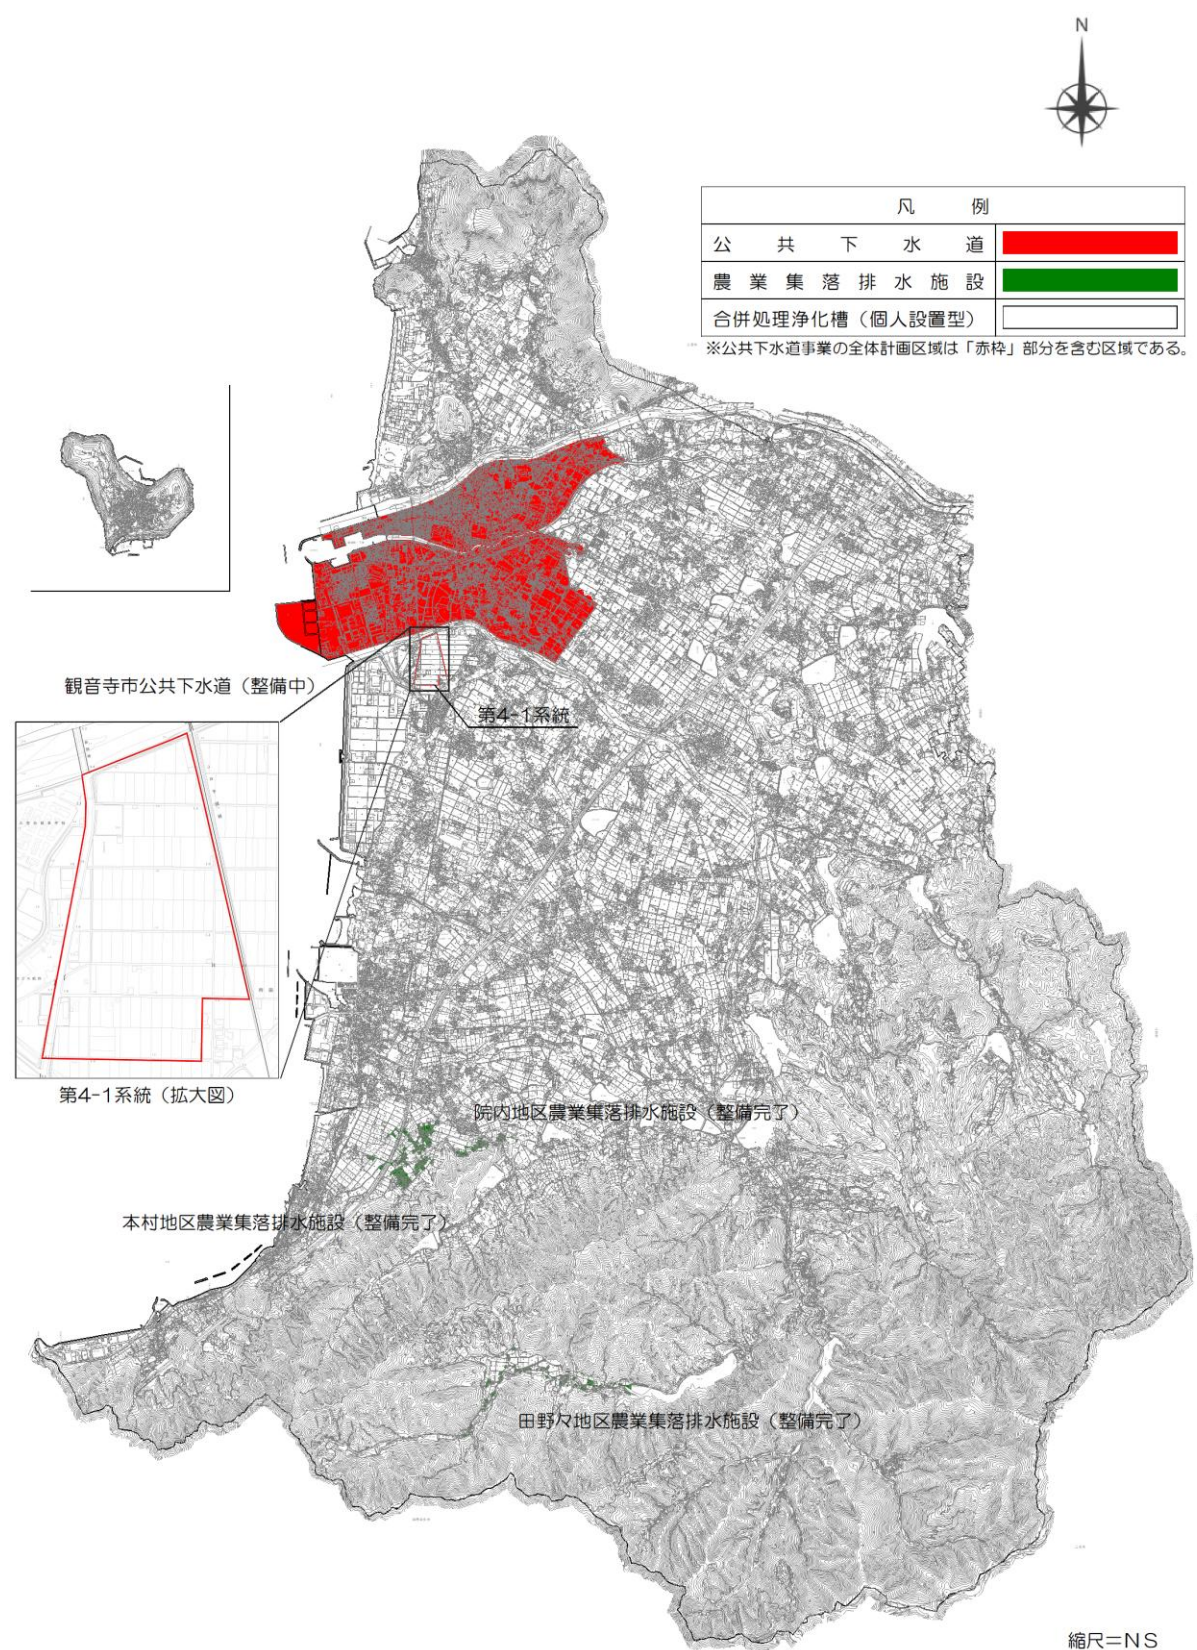 N
凡 例
公共下水道
農業集落排水施設
合併処理浄化槽（個人設置型）
※公共下水道事業の全体計画区域は「赤枠」部分を含む区域である。
観音寺市公共下水道（整備中）
第4-1系統
第4-1系統（拡大図）
院内地区農業集落排水施設（整備完了）
本村地区農業集落排水施設（整備完了）
田野々地区農業集落排水施設（整備完了）
縮尺＝NS